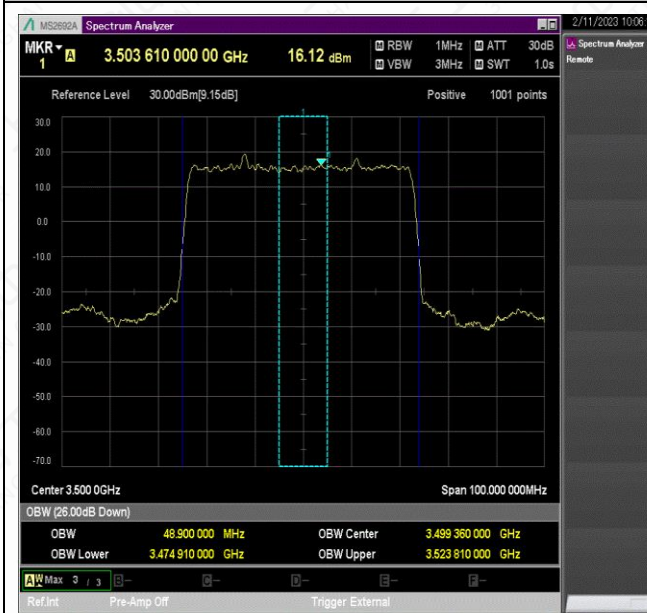 MS2692A Spectrum Analyzer
2/11/2023 10:06:
MKR A 3.503 610 000 00 GHz 16.12 dBm M RBW 1MHz M ATT 30dB
1 M VBW 3MHz M SWT 1.0s
Spectrum Analyzer
Remote
Reference Level 30.00dBm[9.15dB] Positive 1001 points
30.0
20.0
10.0
0.0
-10.0
-20.0
-30.0
-40.0
-50.0
-60.0
-70.0
Center 3.500 0GHz Span 100.000 000MHz
OBW (26.00dB Down)
OBW 48.900 000 MHz OBW Center 3.499 360 000 GHz
OBW Lower 3.474 910 000 GHz OBW Upper 3.523 810 000 GHz
A W Max 3 / 3 B- C- D- E- F-
Ref.Int Pre-Amp Off Trigger External